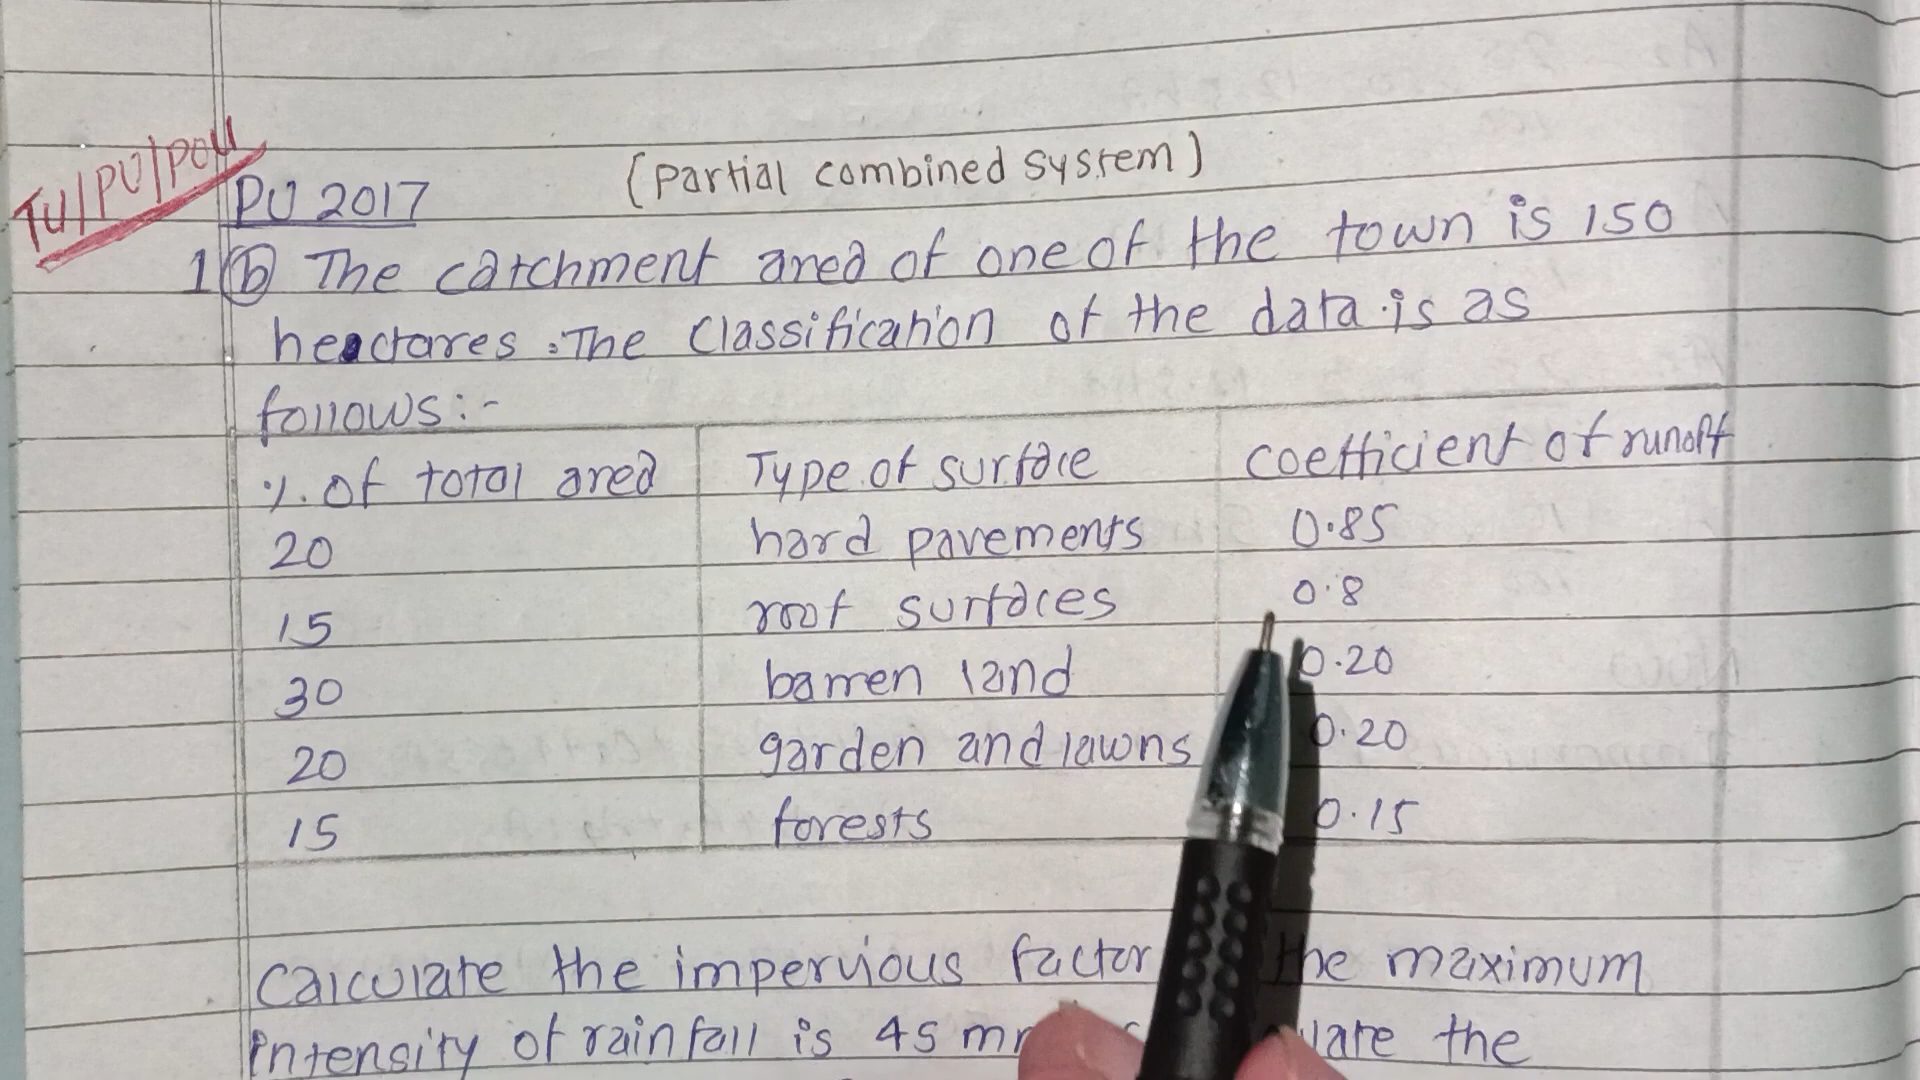 TU/PU/POU
PU 2017
(Partial combined system)
1 (b) The catchment area of one of the town is 150
hectares. The Classification of the data is as
follows:-
%. of total area Type of surface coefficient of runoff
20 hard pavements 0.85
15 roof surfaces 0.8
30 barren land 0.20
20 garden and lawns 0.20
15 forests 0.15
Calculate the impervious factor the maximum
intensity of rainfall is 45 the